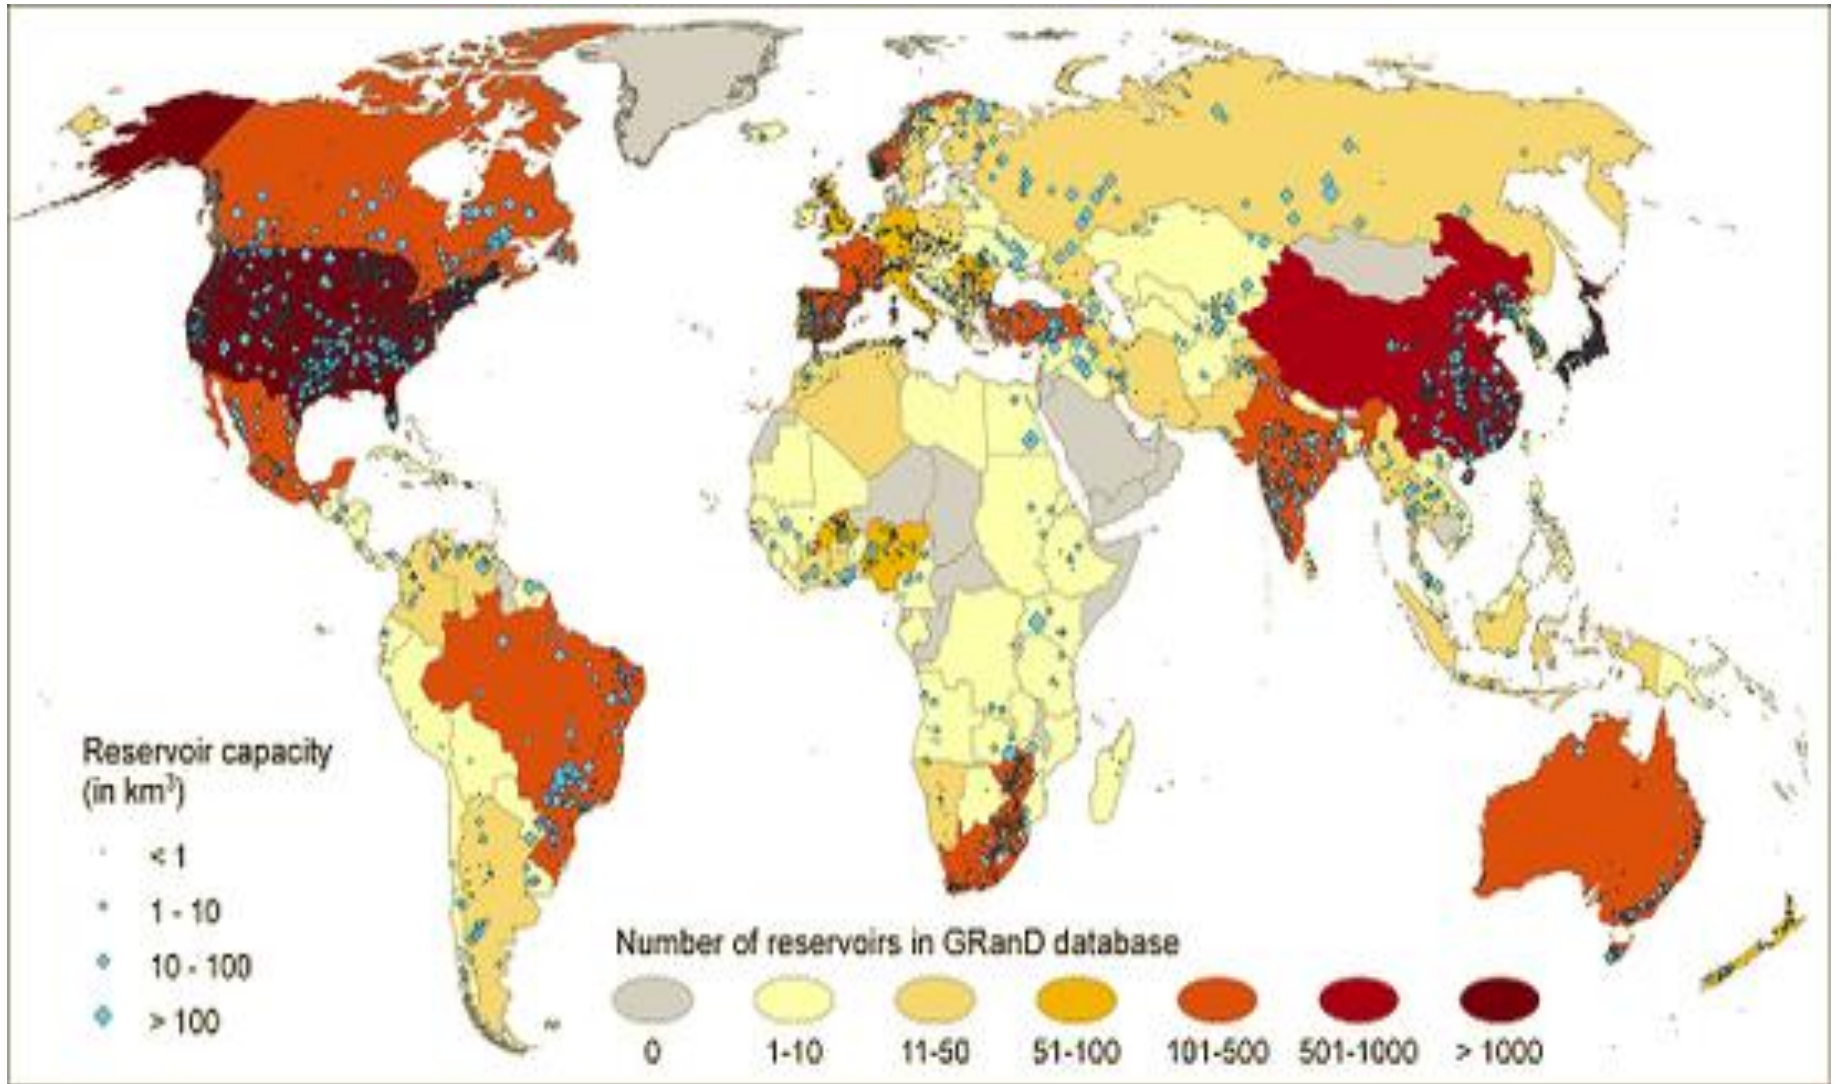 Reservoir capacity
(in km³)
< 1
1 - 10
10 - 100
> 100
Number of reservoirs in GRanD database
0 1-10 11-50 51-100 101-500 501-1000 > 1000